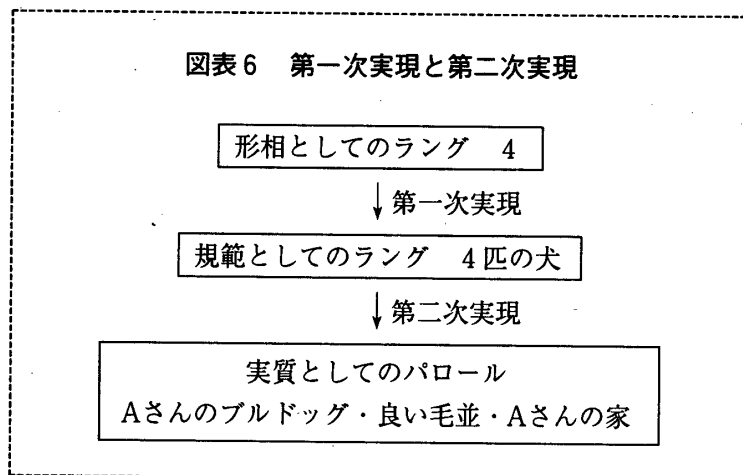 図表6 第一次実現と第二次実現
形相としてのラング 4
第一次実現
規範としてのラング 4匹の犬
第二次実現
実質としてのパロール
Aさんのブルドッグ・良い毛並・Aさんの家